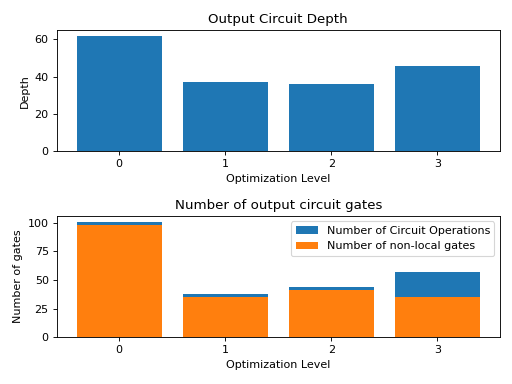 Output Circuit Depth
60
40
20
0
Depth
0 1 2 3
Optimization Level
Number of output circuit gates
100
75
50
25
0
Number of gates
Number of Circuit Operations
Number of non-local gates
0 1 2 3
Optimization Level